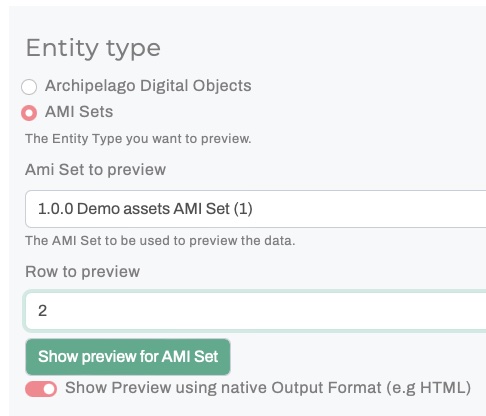 Entity type
Archipelago Digital Objects
AMI Sets
The Entity Type you want to preview.
Ami Set to preview
1.0.0 Demo assets AMI Set (1)
The AMI Set to be used to preview the data.
Row to preview
2
Show preview for AMI Set
Show Preview using native Output Format (e.g HTML)